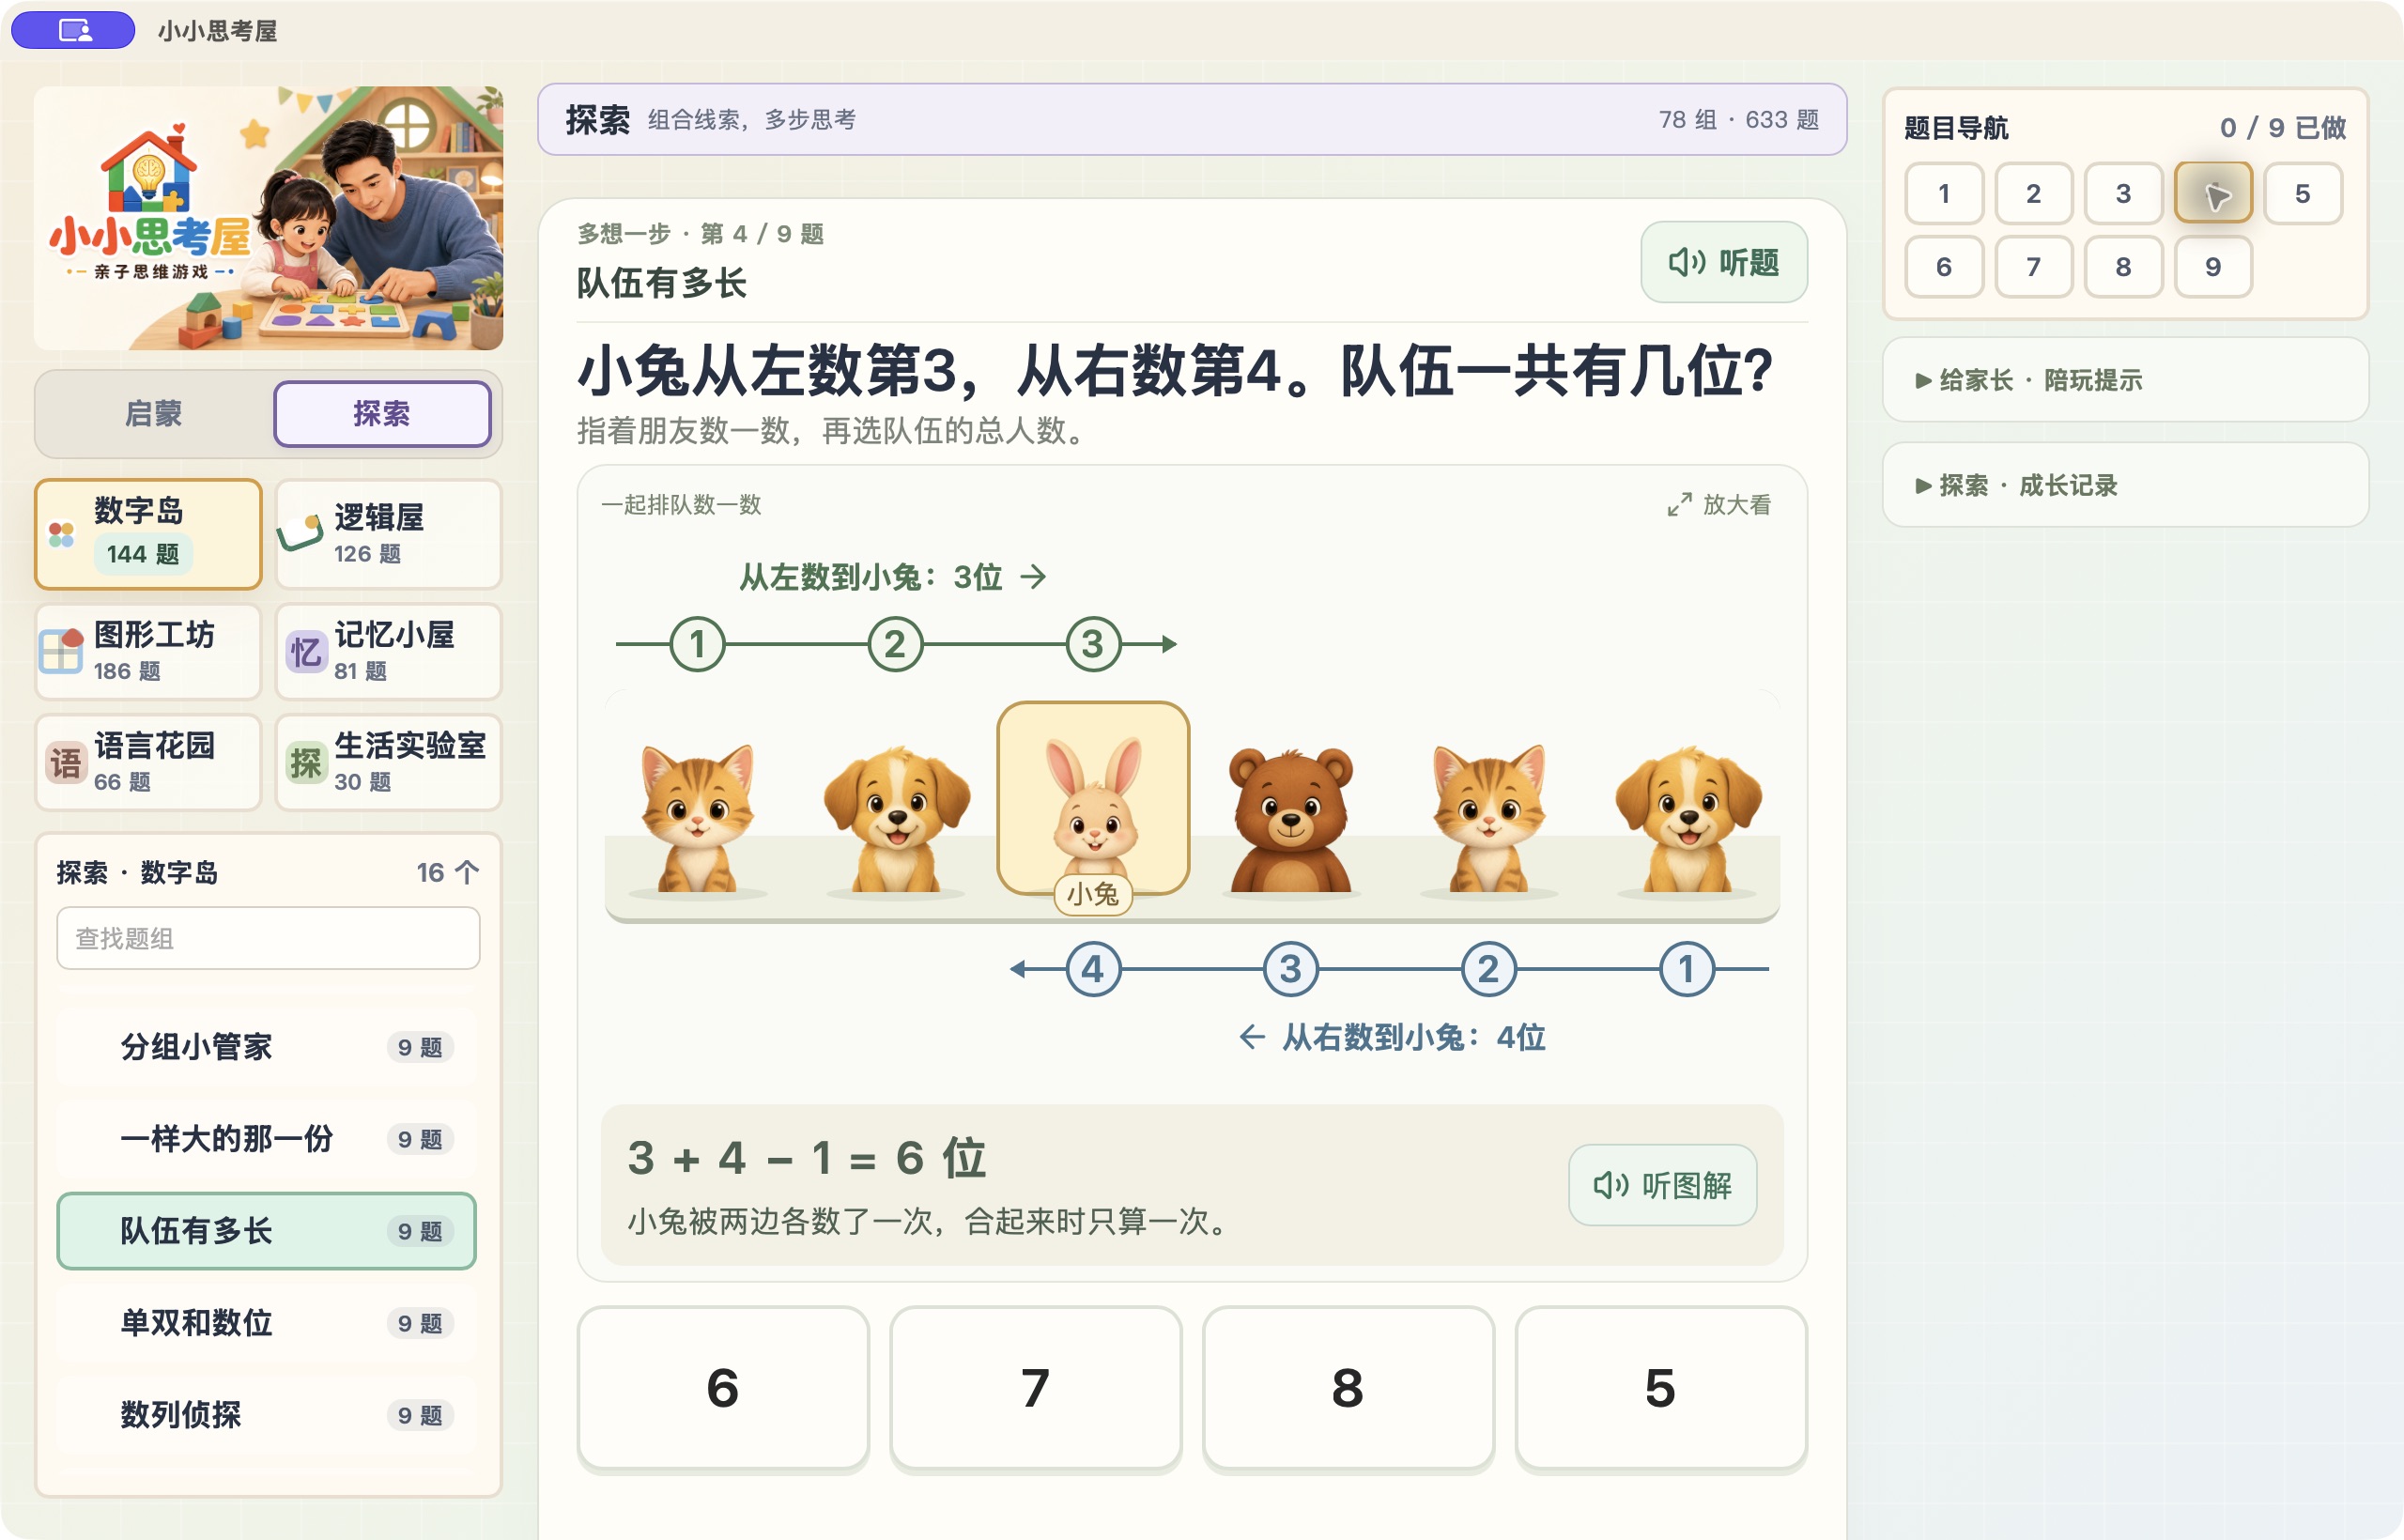 小小思考屋
小小思考屋
亲子思维游戏
启蒙
探索
数字岛
144 题
逻辑屋
126 题
图形工坊
186 题
忆
记忆小屋
81 题
语
语言花园
66 题
探
生活实验室
30 题
探索 · 数字岛
16 个
查找题组
分组小管家
9 题
一样大的那一份
9 题
队伍有多长
9 题
单双和数位
9 题
数列侦探
9 题
探索 组合线索，多步思考
78 组 · 633 题
多想一步 · 第 4 / 9 题
队伍有多长
听题
小兔从左数第3，从右数第4。队伍一共有几位?
指着朋友数一数，再选队伍的总人数。
一起排队数一数
放大看
从左数到小兔：3位 →
1 2 3
小兔
4 3 2 1
← 从右数到小兔：4位
3 + 4 − 1 = 6 位
小兔被两边各数了一次，合起来时只算一次。
听图解
6 7 8 5
题目导航
0 / 9 已做
1 2 3 5
6 7 8 9
给家长 · 陪玩提示
探索 · 成长记录